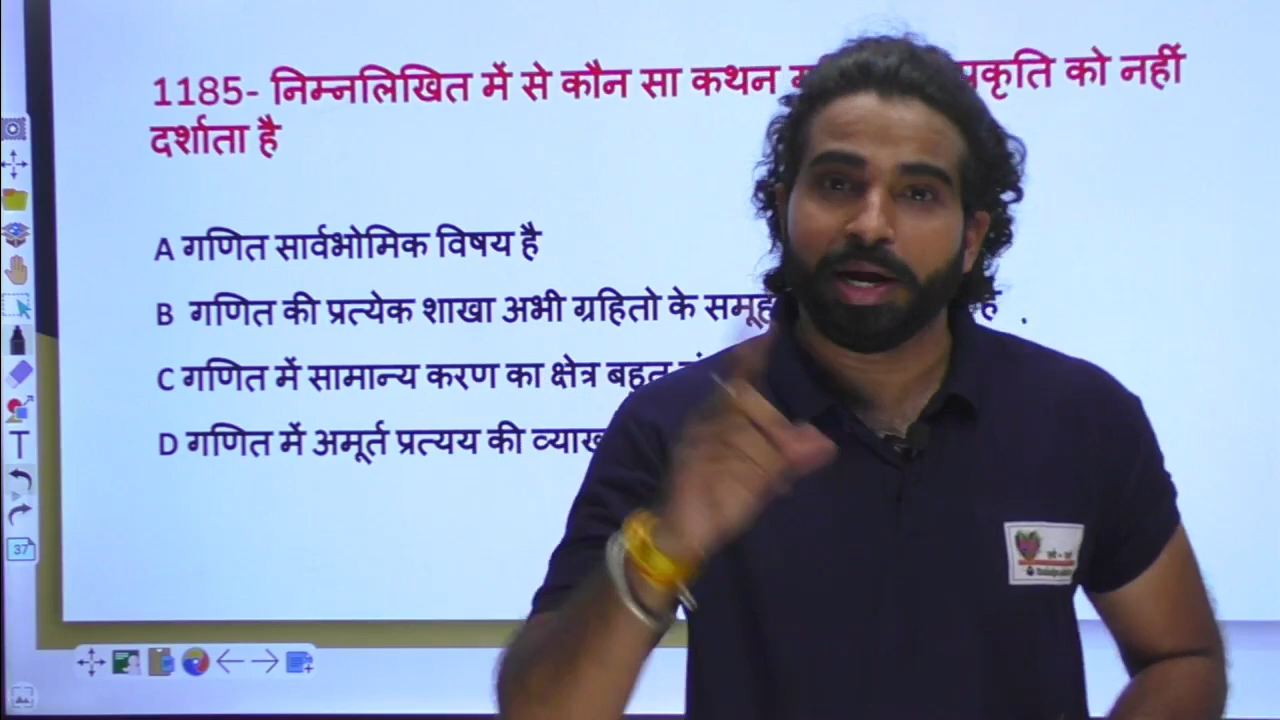 1185- निम्नलिखित में से कौन सा कथन को नहीं
दर्शाता है
A गणित सार्वभोमिक विषय है
B गणित की प्रत्येक शाखा अभी ग्रहितो के समूह .
C गणित में सामान्य करण का क्षेत्र बहुत
D गणित में अमूर्त प्रत्यय की
T
37